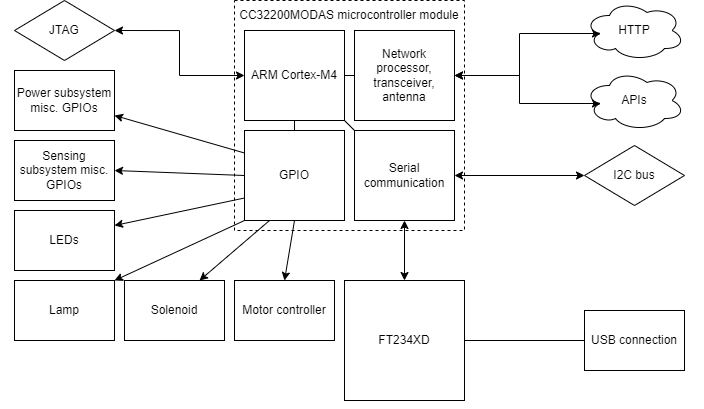 CC32200MODAS microcontroller module
JTAG
HTTP
ARM Cortex-M4
Network
processor,
transceiver,
antenna
Power subsystem
misc. GPIOs
APIs
Sensing
subsystem misc.
GPIOs
GPIO
Serial
communication
I2C bus
LEDs
Lamp
Solenoid
Motor controller
FT234XD
USB connection